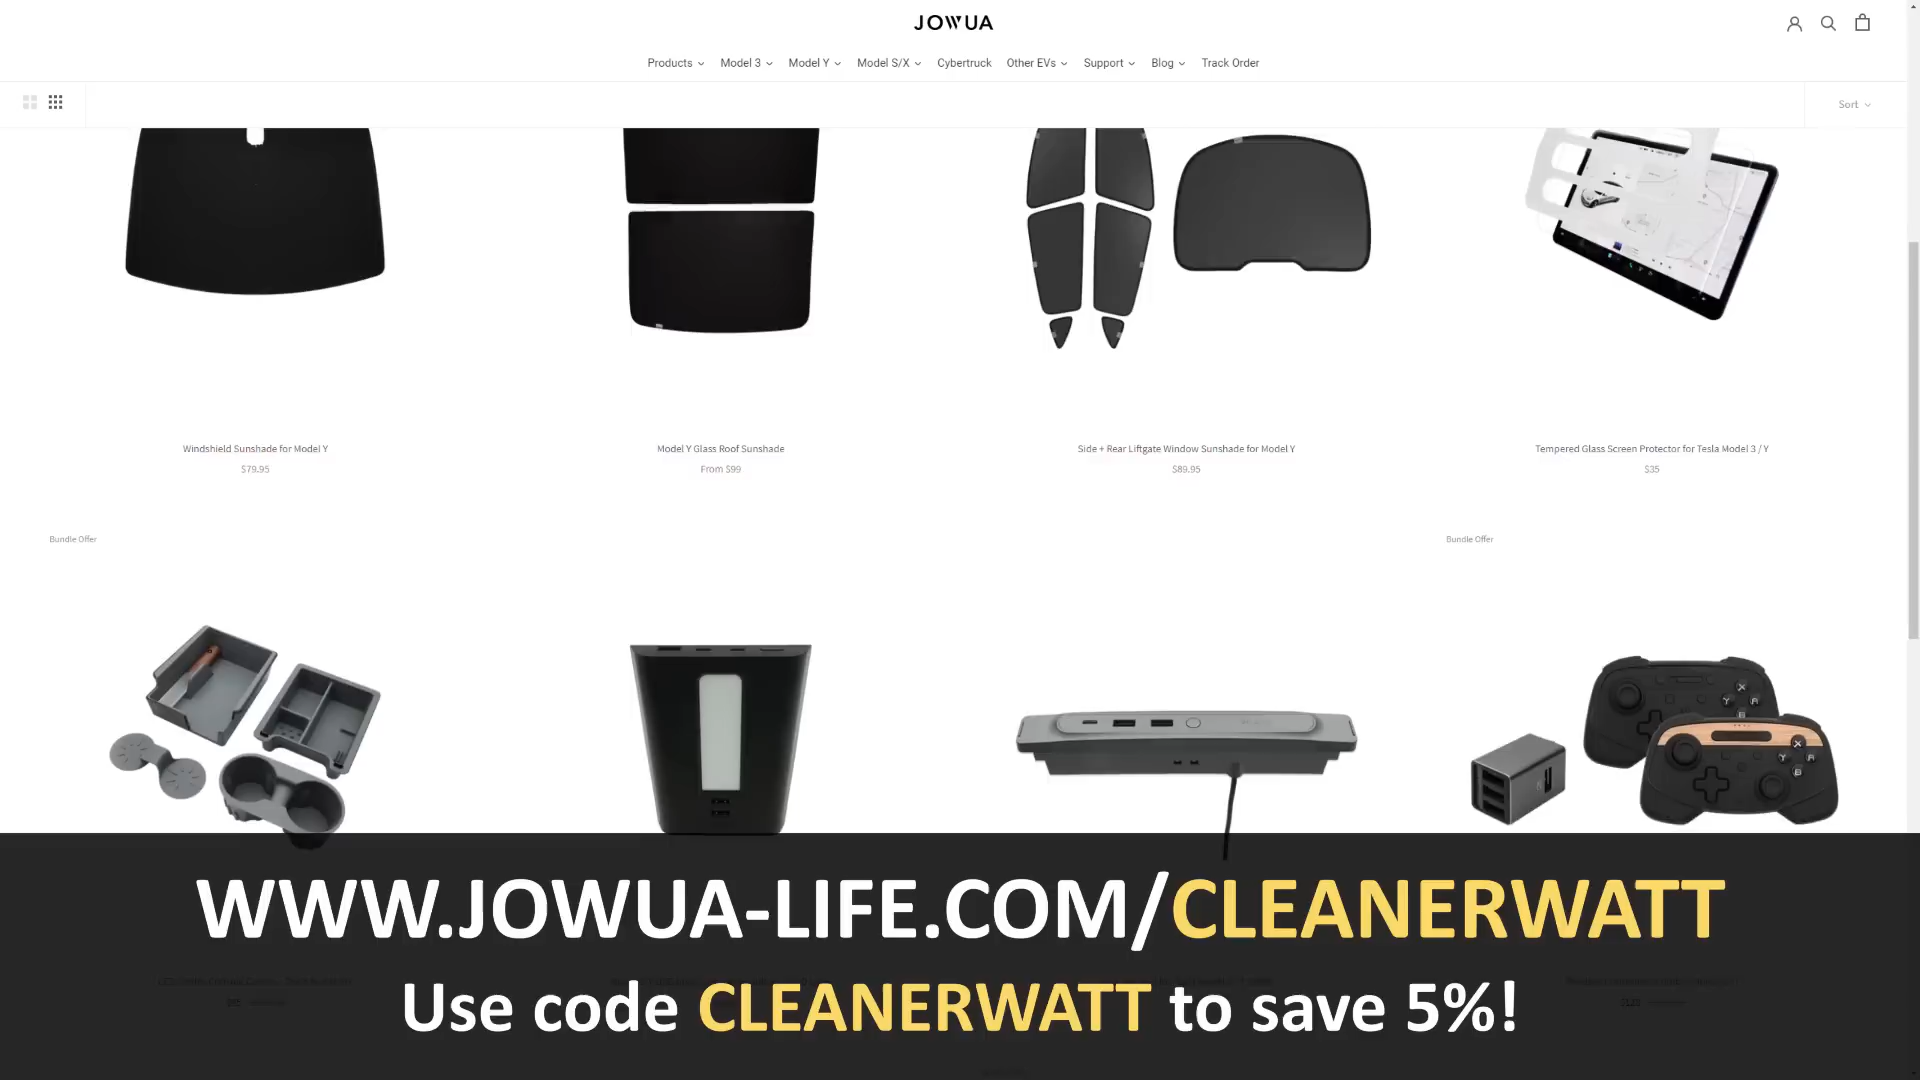 JOWUA
Products Model 3 Model Y Model S/X Cybertruck Other EVs Support Blog Track Order
Sort
Windshield Sunshade for Model Y
$79.95
Model Y Glass Roof Sunshade
From $99
Side + Rear Liftgate Window Sunshade for Model Y
$89.95
Tempered Glass Screen Protector for Tesla Model 3 / Y
$35
Bundle Offer
Bundle Offer
WWW.JOWUA-LIFE.COM/CLEANERWATT
Use code CLEANERWATT to save 5%!